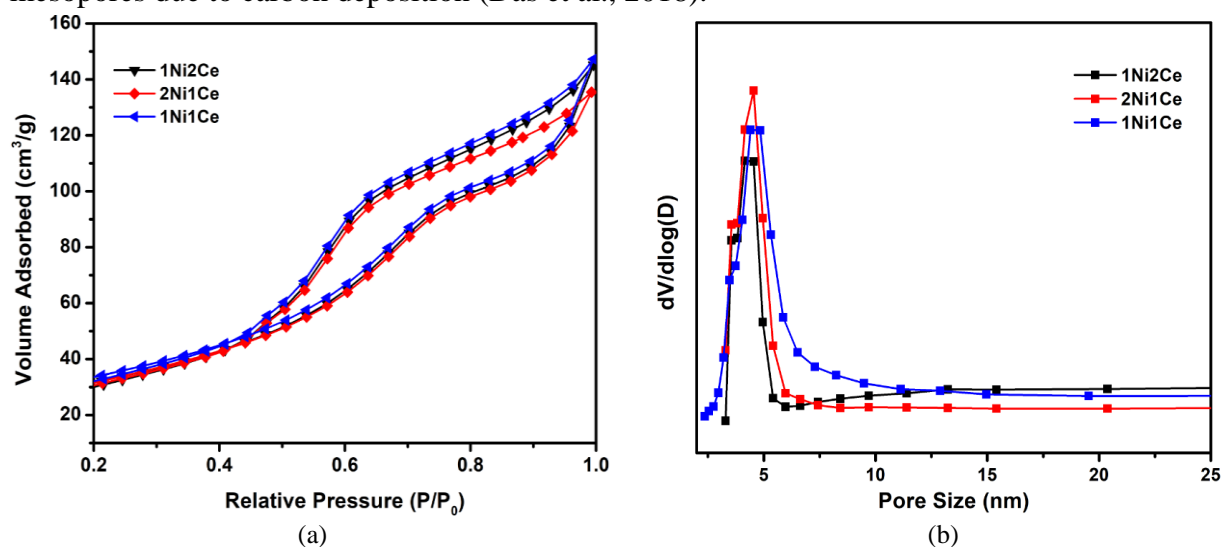 mesopores due to carbon deposition (Das et al., 2018).
160
140
120
100
80
60
40
20
Volume Adsorbed (cm³/g)
1Ni2Ce
2Ni1Ce
1Ni1Ce
0.2 0.4 0.6 0.8 1.0
Relative Pressure (P/P₀)
(a)
dV/dlog(D)
1Ni2Ce
2Ni1Ce
1Ni1Ce
5 10 15 20 25
Pore Size (nm)
(b)